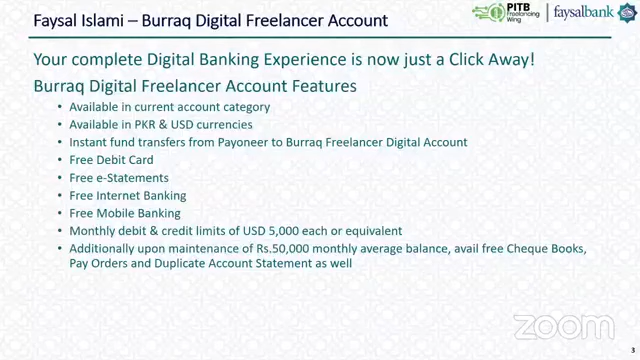 Faysal Islami – Burraq Digital Freelancer Account
PITB
Freelancing
Wing
faysalbank
Your complete Digital Banking Experience is now just a Click Away!
Burraq Digital Freelancer Account Features
• Available in current account category
• Available in PKR & USD currencies
• Instant fund transfers from Payoneer to Burraq Freelancer Digital Account
• Free Debit Card
• Free e-Statements
• Free Internet Banking
• Free Mobile Banking
• Monthly debit & credit limits of USD 5,000 each or equivalent
• Additionally upon maintenance of Rs.50,000 monthly average balance, avail free Cheque Books,
Pay Orders and Duplicate Account Statement as well
zoom
3